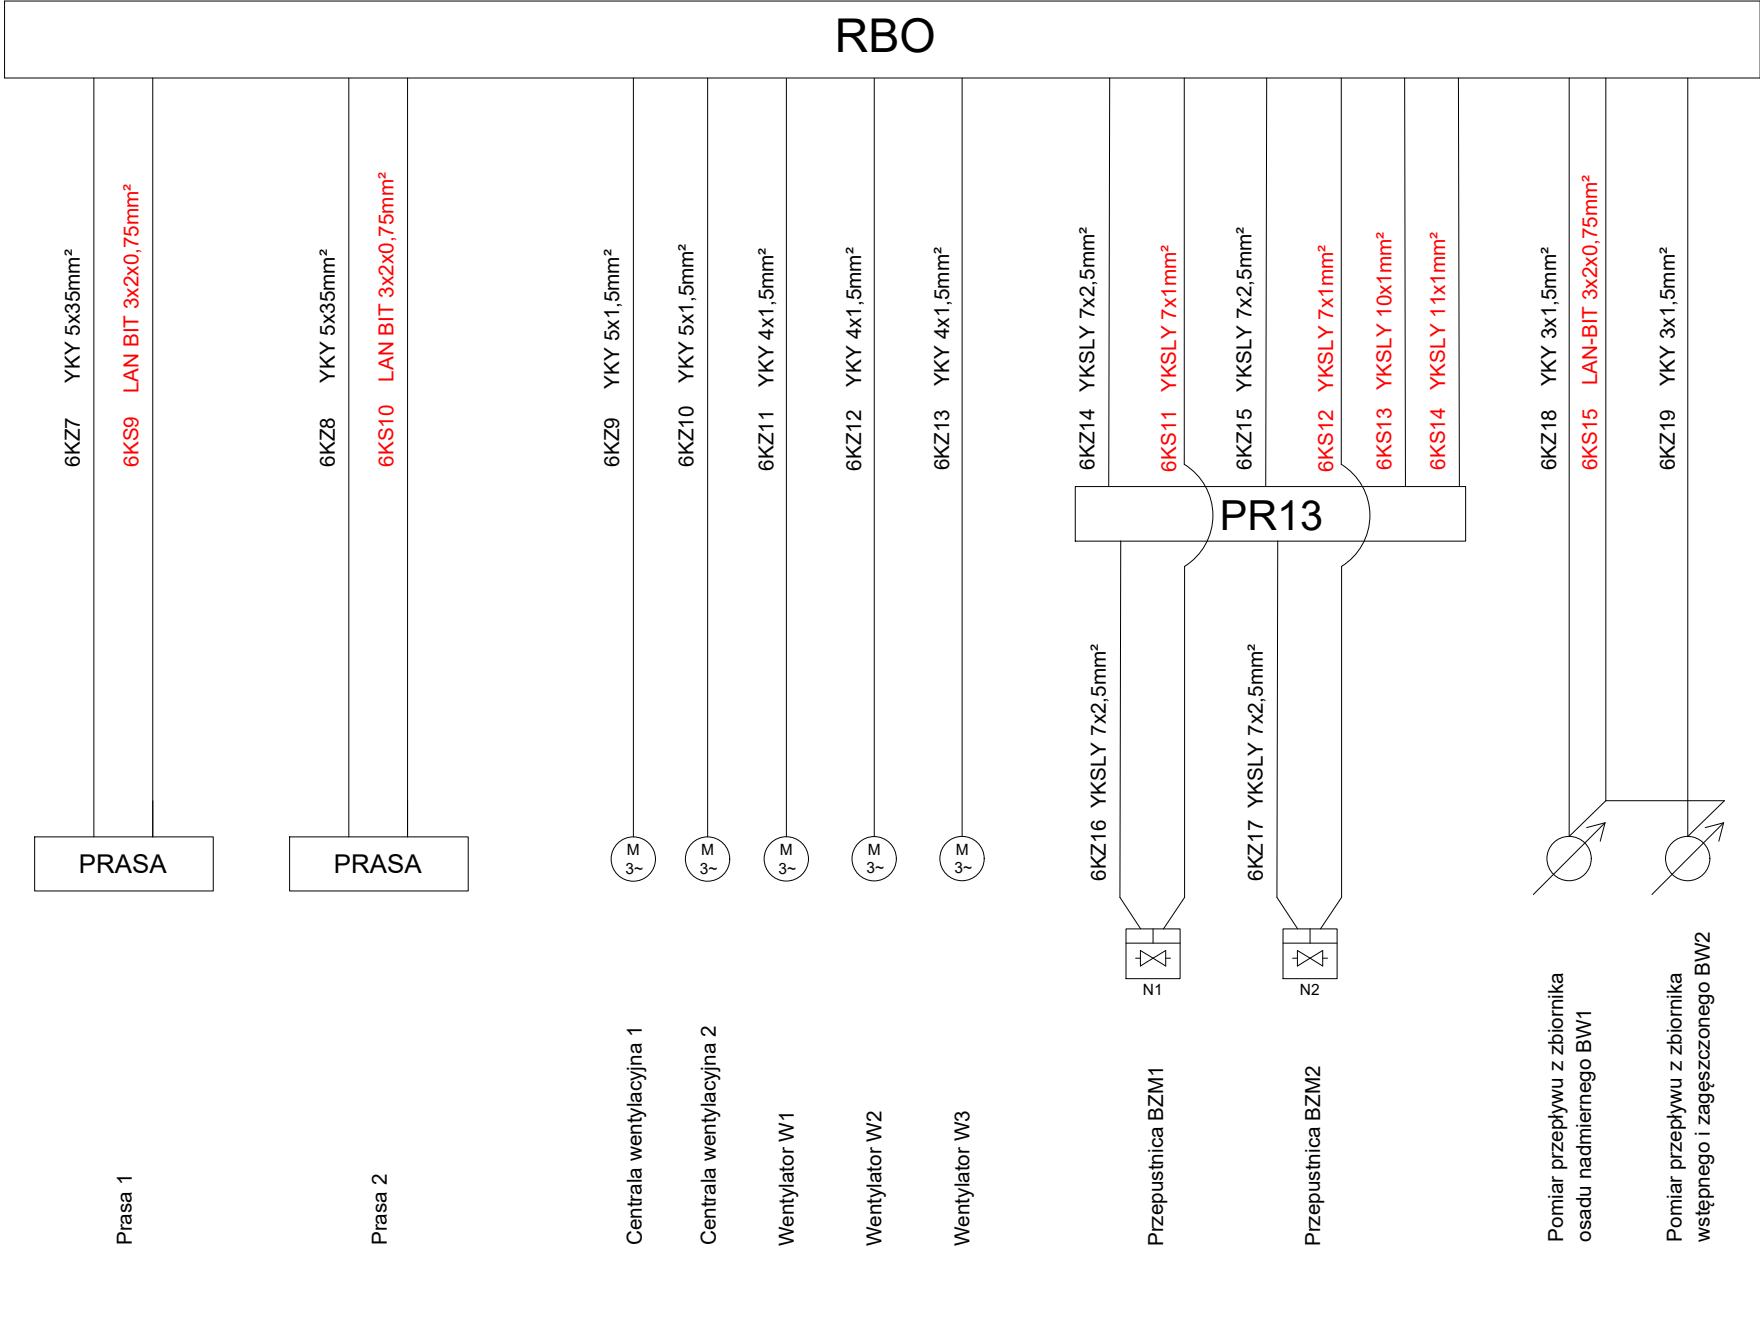 RBO
6KZ7 YKY 5x35mm²
6KS9 LAN BIT 3x2x0,75mm²
6KZ8 YKY 5x35mm²
6KS10 LAN BIT 3x2x0,75mm²
6KZ9 YKY 5x1,5mm²
6KZ10 YKY 5x1,5mm²
6KZ11 YKY 4x1,5mm²
6KZ12 YKY 4x1,5mm²
6KZ13 YKY 4x1,5mm²
6KZ14 YKSLY 7x2,5mm²
6KS11 YKSLY 7x1mm²
6KZ15 YKSLY 7x2,5mm²
6KS12 YKSLY 7x1mm²
6KS13 YKSLY 10x1mm²
6KS14 YKSLY 11x1mm²
6KZ18 YKY 3x1,5mm²
6KS15 LAN-BIT 3x2x0,75mm²
6KZ19 YKY 3x1,5mm²
PR13
6KZ16 YKSLY 7x2,5mm²
6KZ17 YKSLY 7x2,5mm²
PRASA
PRASA
M
3~
M
3~
M
3~
M
3~
M
3~
N1
N2
Prasa 1
Prasa 2
Centrala wentylacyjna 1
Centrala wentylacyjna 2
Wentylator W1
Wentylator W2
Wentylator W3
Przepustnica BZM1
Przepustnica BZM2
Pomiar przepływu z zbiornika
osadu nadmiernego BW1
Pomiar przepływu z zbiornika
wstępnego i zagęszczonego BW2